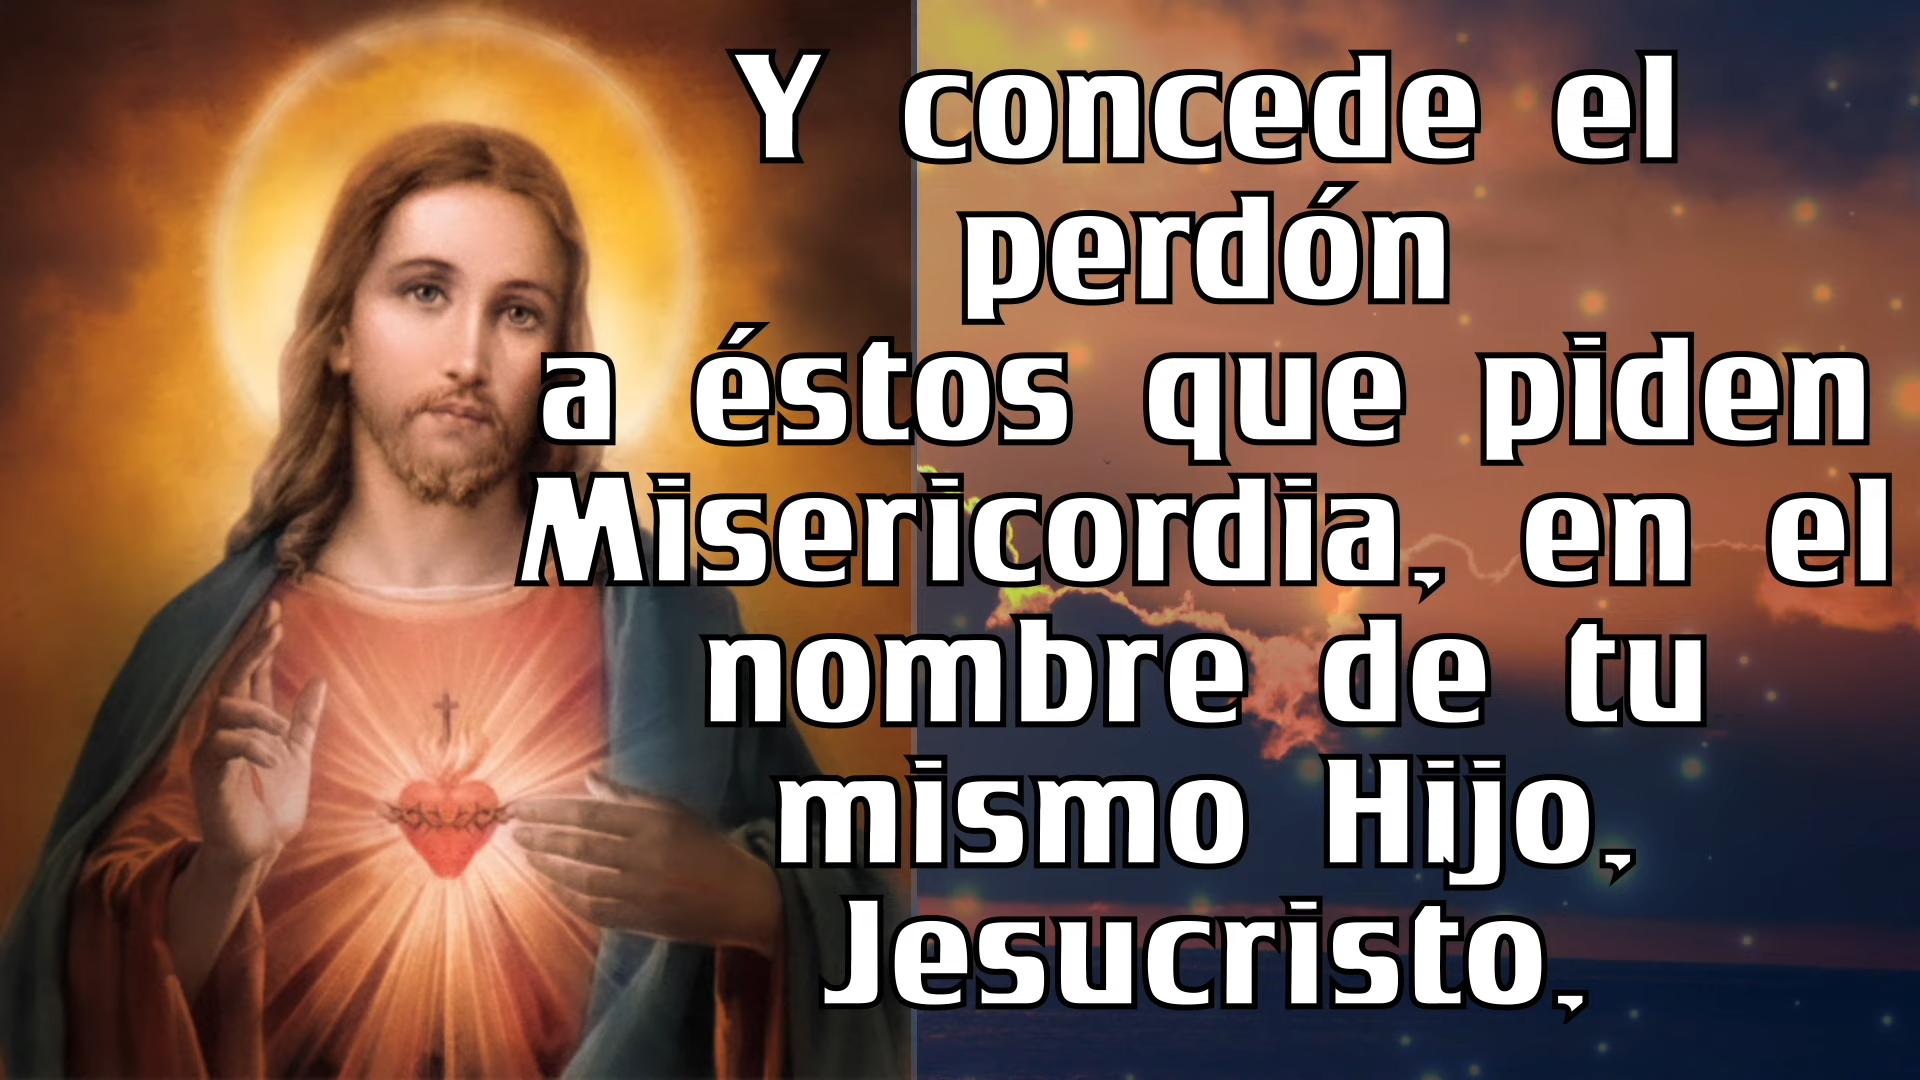 Y concede el
perdón
a éstos que piden
Misericordia, en el
nombre de tu
mismo Hijo,
Jesucristo,